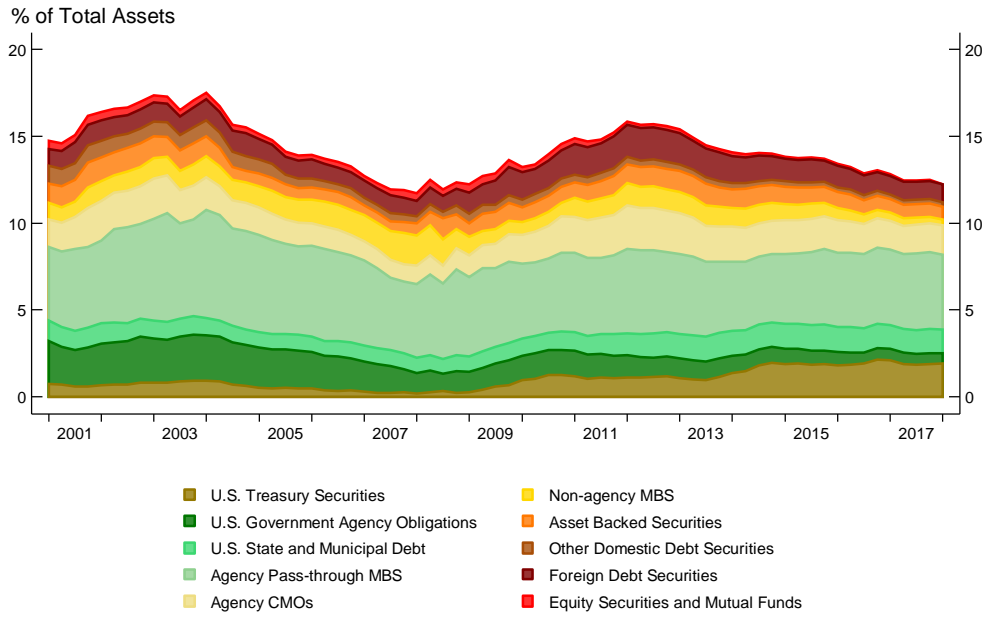 % of Total Assets
20 20
15 15
10 10
5 5
0 0
2001 2003 2005 2007 2009 2011 2013 2015 2017
U.S. Treasury Securities
U.S. Government Agency Obligations
U.S. State and Municipal Debt
Agency Pass-through MBS
Agency CMOs
Non-agency MBS
Asset Backed Securities
Other Domestic Debt Securities
Foreign Debt Securities
Equity Securities and Mutual Funds